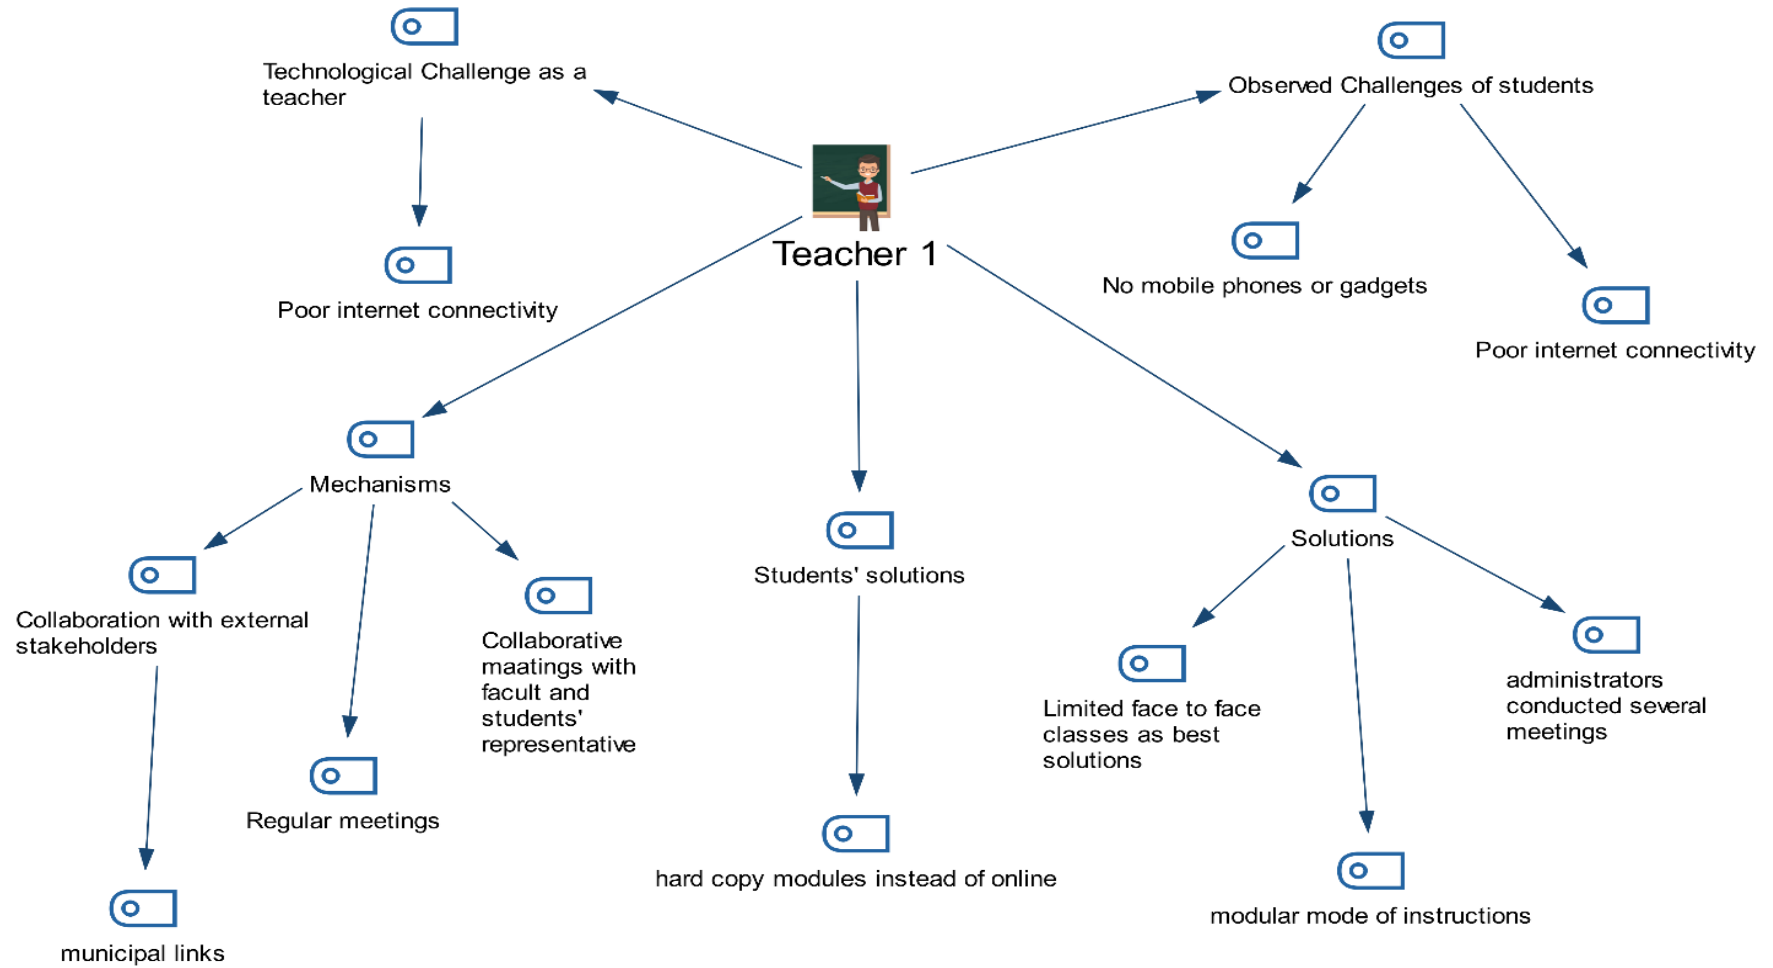 Technological Challenge as a
teacher
Observed Challenges of students
Teacher 1
No mobile phones or gadgets
Poor internet connectivity
Poor internet connectivity
Mechanisms
Solutions
Students' solutions
Collaboration with external
stakeholders
Collaborative
maatings with
facult and
students'
representative
Limited face to face
classes as best
solutions
administrators
conducted several
meetings
Regular meetings
hard copy modules instead of online
modular mode of instructions
municipal links